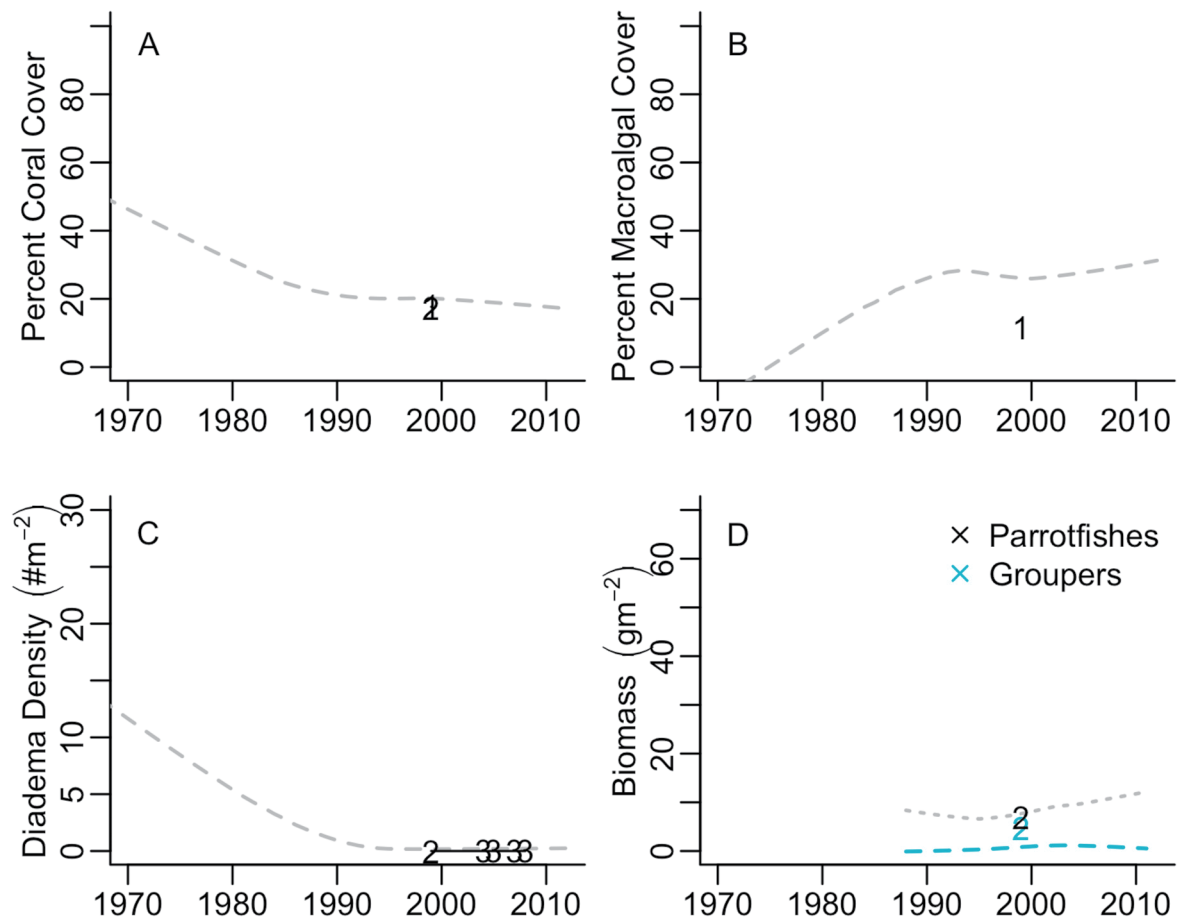 A
Percent Coral Cover
0 20 40 60 80
2
1970 1980 1990 2000 2010
B
Percent Macroalgal Cover
0 20 40 60 80
1
1970 1980 1990 2000 2010
C
Diadema Density (#m⁻²)
0 5 10 20 30
2 3 3 3 3
1970 1980 1990 2000 2010
D
Biomass (gm⁻²)
0 20 40 60
× Parrotfishes
× Groupers
2
2
1970 1980 1990 2000 2010